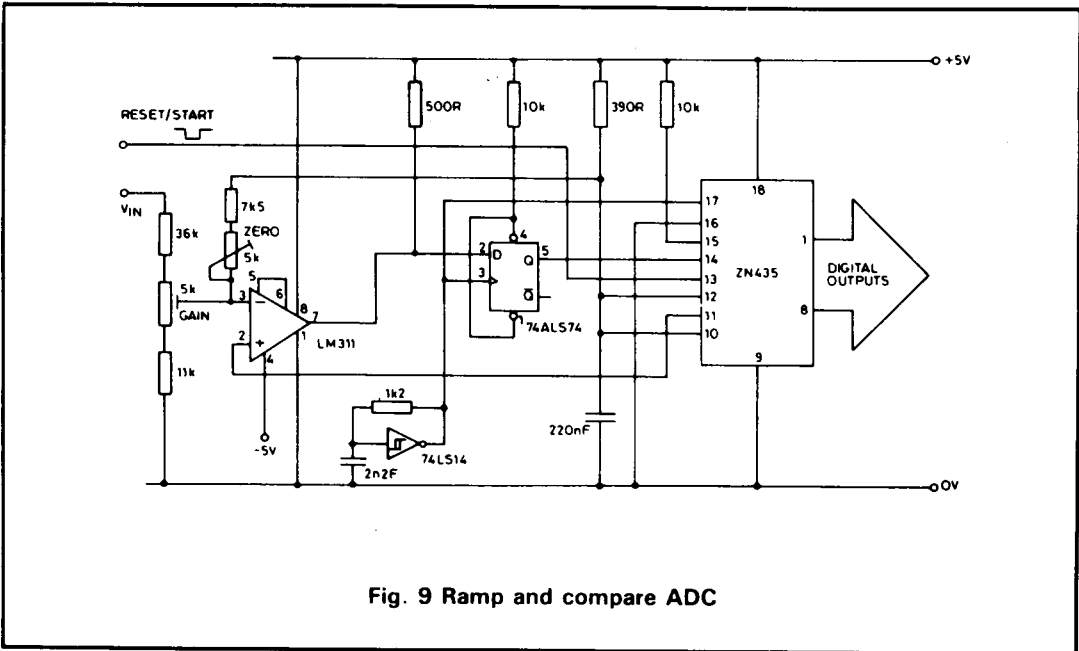 +5V
500R
10k
390R
10k
RESET/START
VIN
7k5
ZERO
5k
36k
5k
GAIN
11k
5
6
3
−
2
+
8
7
1
4
LM311
-5V
2
D
4
Q
5
3
Q̅
74ALS74
1k2
74LS14
2n2F
220nF
17
16
15
14
13
12
11
10
18
ZN435
9
1
8
DIGITAL
OUTPUTS
0V
Fig. 9 Ramp and compare ADC